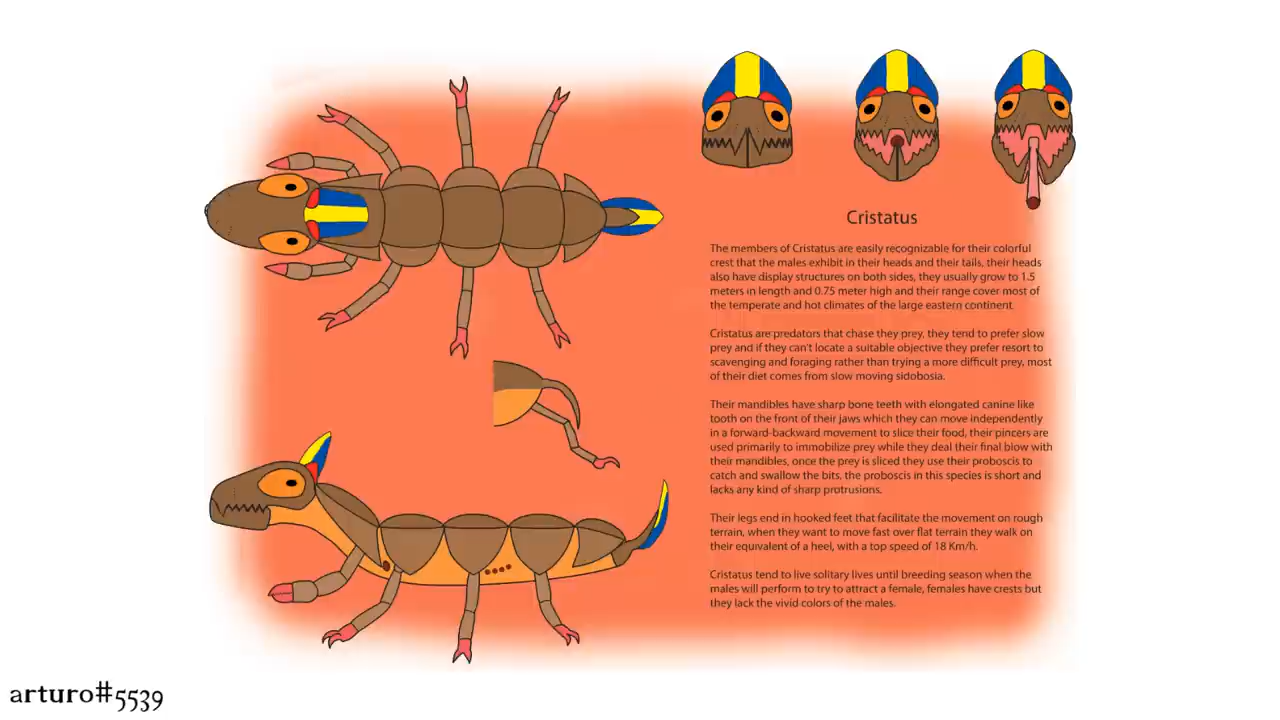 Cristatus
The members of Cristatus are easily recognizable for their colorful
crest that the males exhibit in their heads and their tails, their heads
also have display structures on both sides, they usually grow to 1.5
meters in length and 0.75 meter high and their range cover most of
the temperate and hot climates of the large eastern continent.
Cristatus are predators that chase they prey, they tend to prefer slow
prey and if they can't locate a suitable objective they prefer resort to
scavenging and foraging rather than trying a more difficult prey, most
of their diet comes from slow moving sidobosia.
Their mandibles have sharp bone teeth with elongated canine like
tooth on the front of their jaws which they can move independently
in a forward-backward movement to slice their food, their pincers are
used primarily to immobilize prey while they deal their final blow with
their mandibles, once the prey is sliced they use their proboscis to
catch and swallow the bits, the proboscis in this species is short and
lacks any kind of sharp protrusions.
Their legs end in hooked feet that facilitate the movement on rough
terrain, when they want to move fast over flat terrain they walk on
their equivalent of a heel, with a top speed of 18 Km/h.
Cristatus tend to live solitary lives until breeding season when the
males will perform to try to attract a female, females have crests but
they lack the vivid colors of the males.
arturo#5539